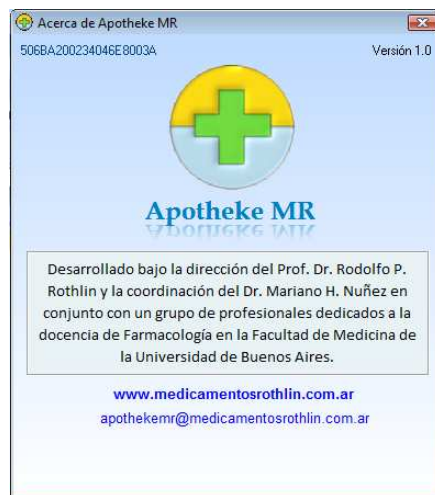 Acerca de Apotheke MR
506BA200234046E8003A Versión 1.0
Apotheke MR
Desarrollado bajo la dirección del Prof. Dr. Rodolfo P.
Rothlin y la coordinación del Dr. Mariano H. Nuñez en
conjunto con un grupo de profesionales dedicados a la
docencia de Farmacología en la Facultad de Medicina de
la Universidad de Buenos Aires.
www.medicamentosrothlin.com.ar
apothekemr@medicamentosrothlin.com.ar